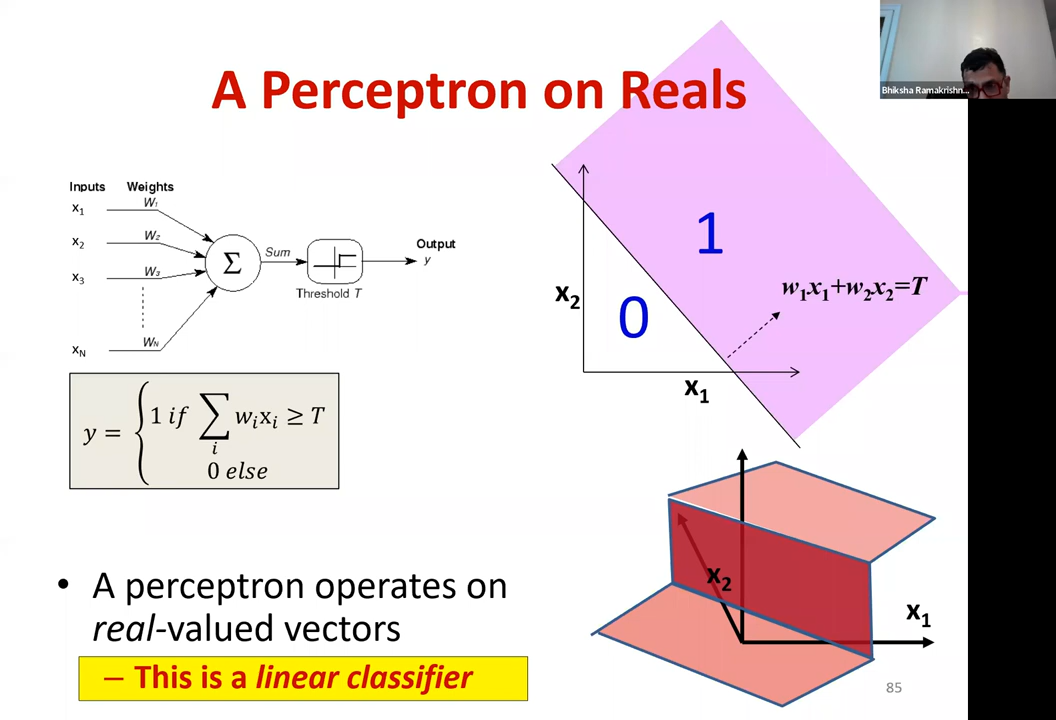 Bhiksha Ramakrishn...
A Perceptron on Reals
Inputs Weights
x1 W1
x2 W2
x3 W3
xN WN
Σ
Sum
Threshold T
Output
y
y = { 1 if ∑i wixi ≥ T
0 else
1
0
x2
x1
w1x1+w2x2=T
• A perceptron operates on
real-valued vectors
– This is a linear classifier
x2
x1
85